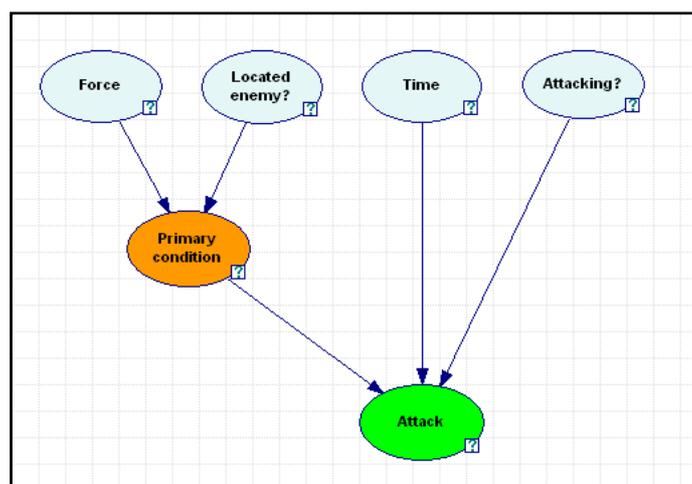 Force
Located
enemy?
Time
Attacking?
?
?
?
?
Primary
condition
?
Attack
?